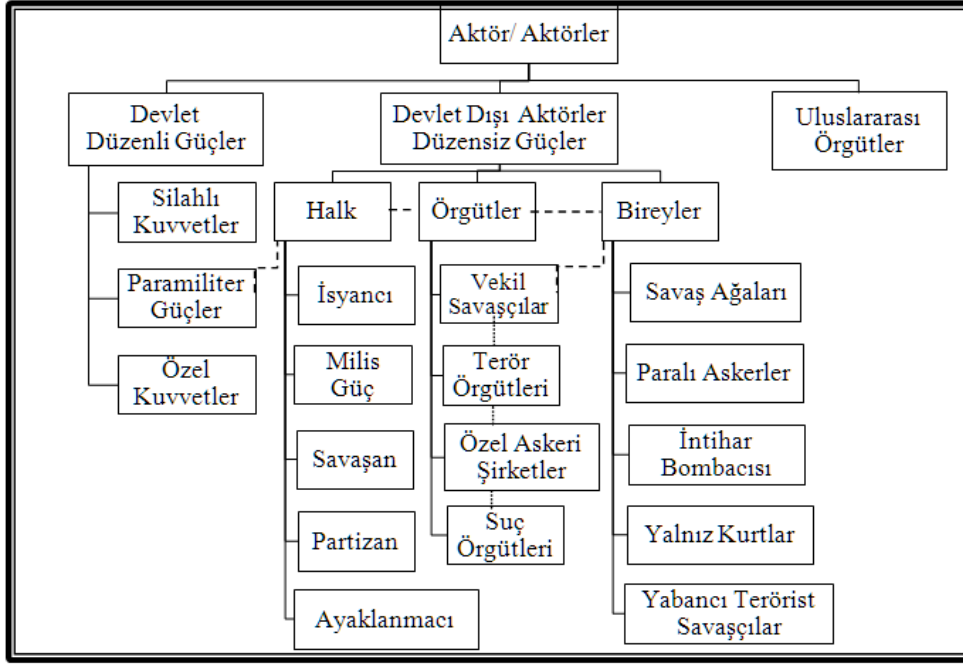 Aktör/ Aktörler
Devlet
Düzenli Güçler
Devlet Dışı Aktörler
Düzensiz Güçler
Uluslararası
Örgütler
Silahlı
Kuvvetler
Paramiliter
Güçler
Özel
Kuvvetler
Halk
Örgütler
Bireyler
İsyancı
Milis
Güç
Savaşan
Partizan
Ayaklanmacı
Vekil
Savaşçılar
Terör
Örgütleri
Özel Askeri
Şirketler
Suç
Örgütleri
Savaş Ağaları
Paralı Askerler
İntihar
Bombacısı
Yalnız Kurtlar
Yabancı Terörist
Savaşçılar